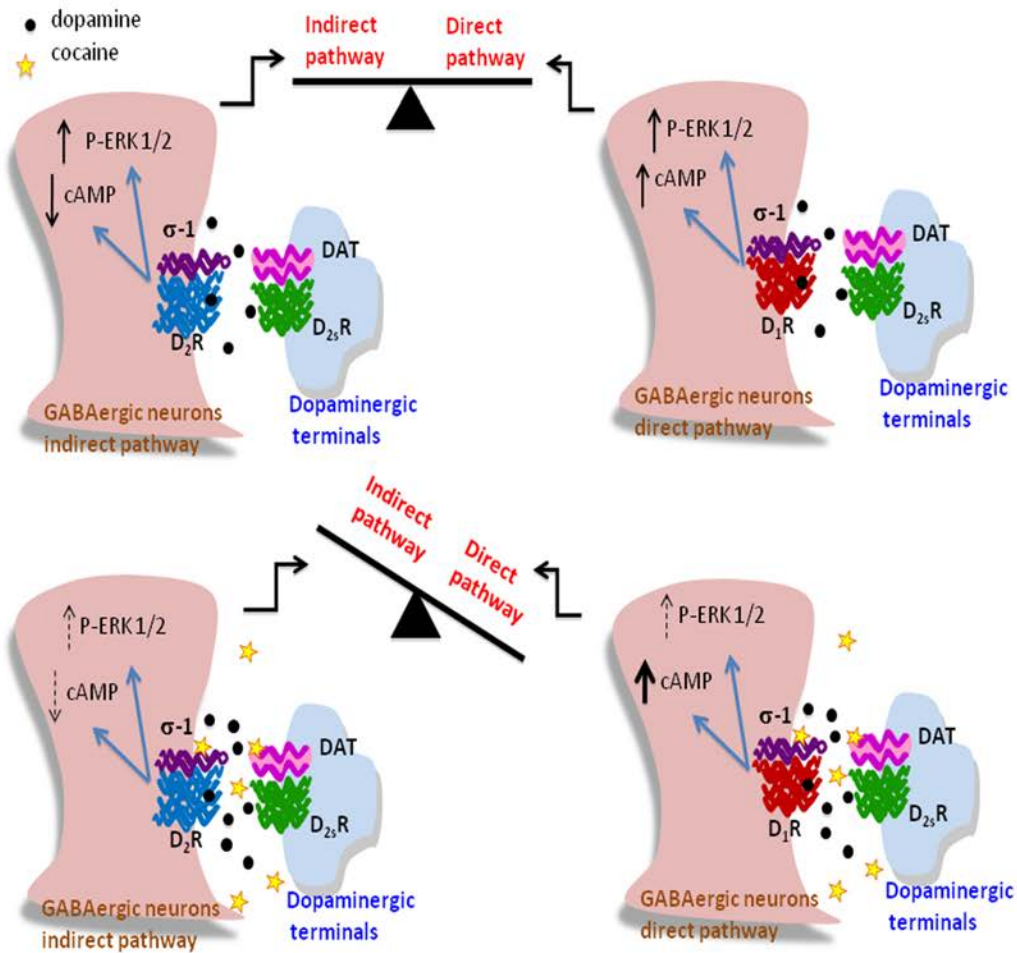 dopamine
cocaine
Indirect
pathway
Direct
pathway
P-ERK1/2
cAMP
σ-1
DAT
D₂R
D₂ₛR
GABAergic neurons
indirect pathway
Dopaminergic
terminals
P-ERK1/2
cAMP
σ-1
DAT
D₁R
D₂ₛR
GABAergic neurons
direct pathway
Dopaminergic
terminals
Indirect
pathway
Direct
pathway
P-ERK1/2
cAMP
σ-1
DAT
D₂R
D₂ₛR
GABAergic neurons
indirect pathway
Dopaminergic
terminals
P-ERK1/2
cAMP
σ-1
DAT
D₁R
D₂ₛR
GABAergic neurons
direct pathway
Dopaminergic
terminals